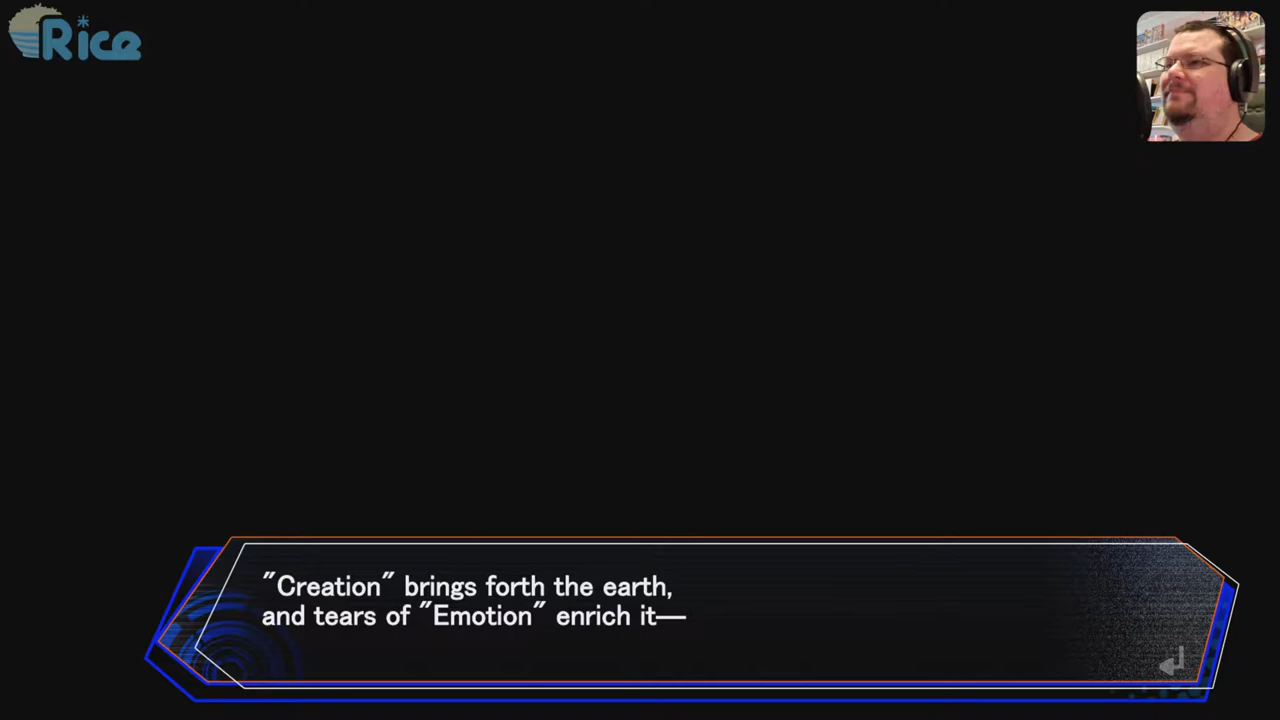 Rice
"Creation" brings forth the earth,
and tears of "Emotion" enrich it—